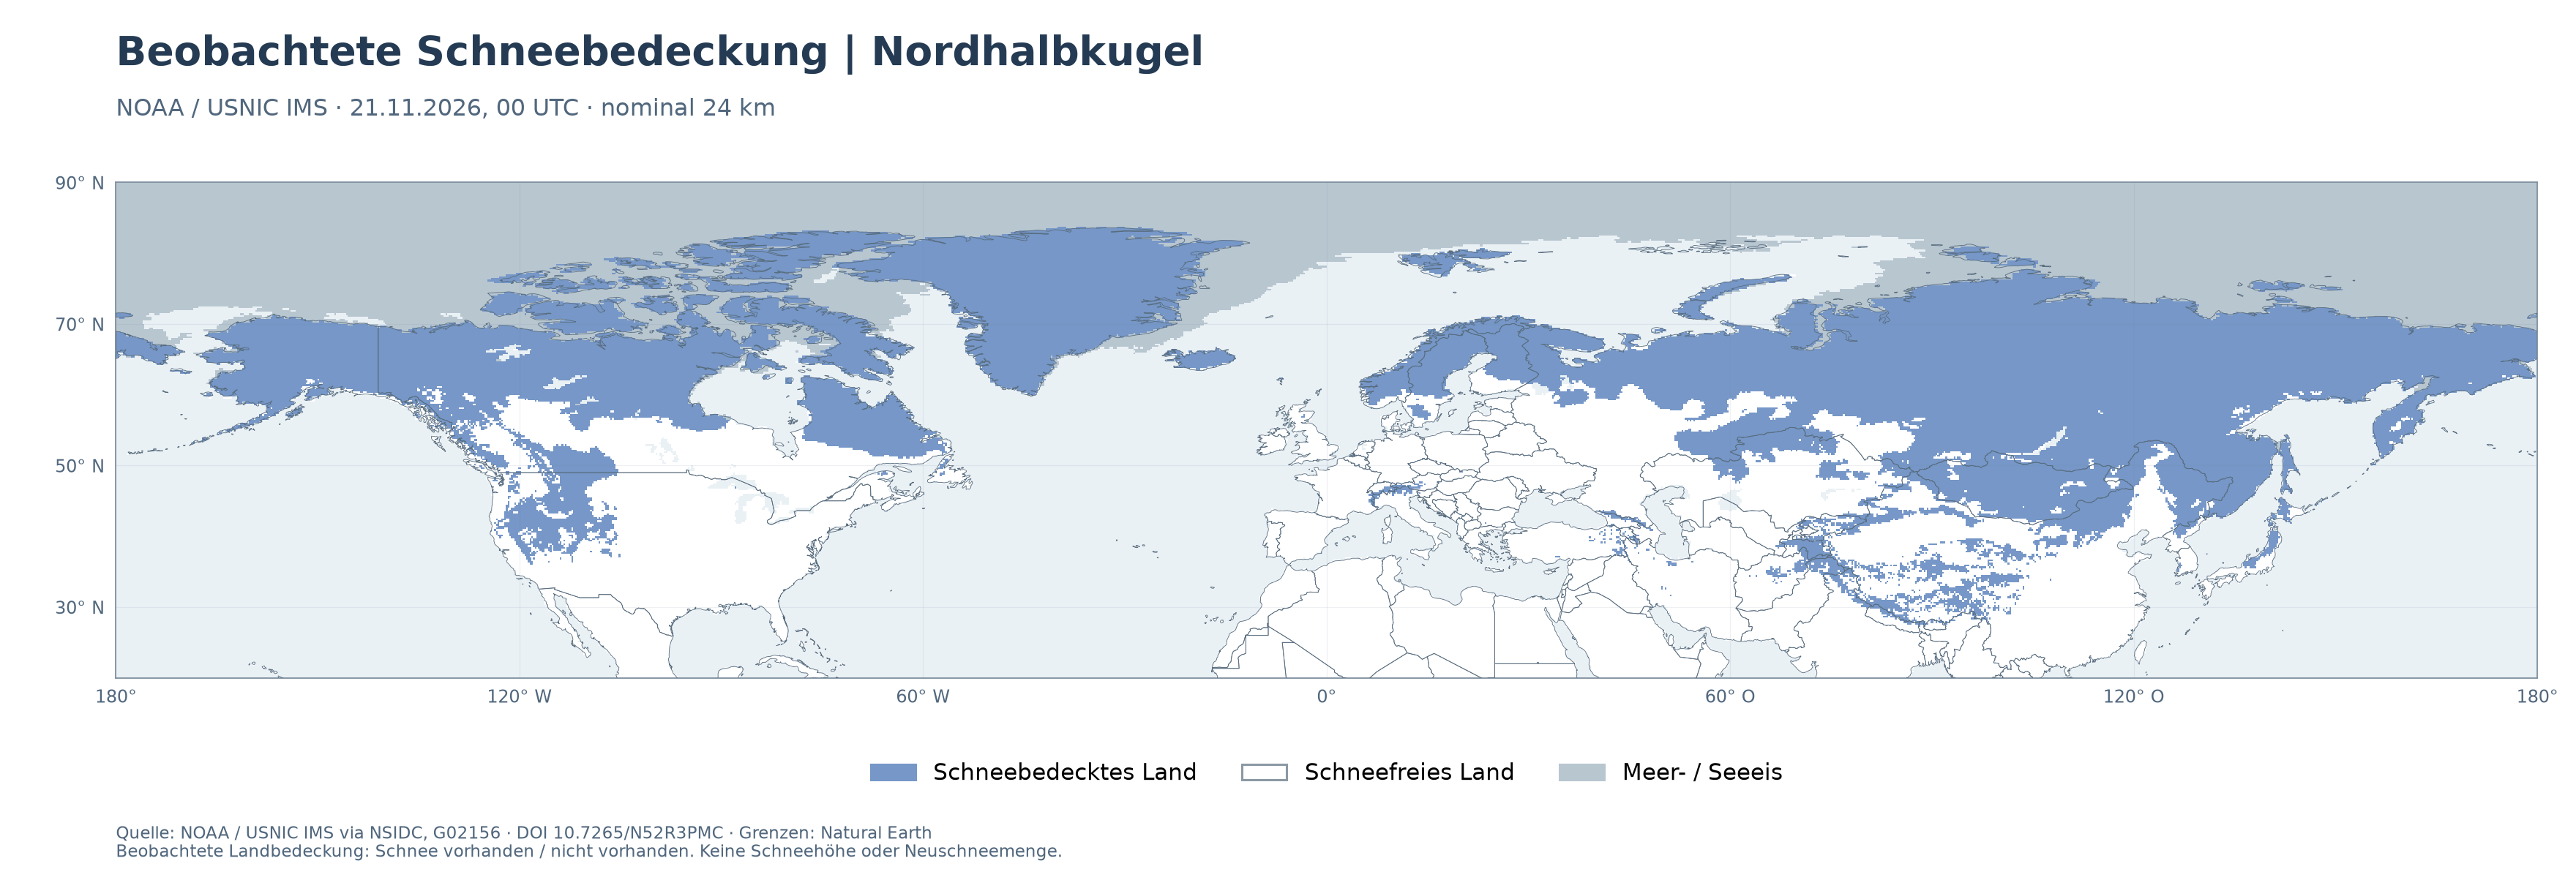 Beobachtete Schneebedeckung | Nordhalbkugel
NOAA / USNIC IMS · 21.11.2026, 00 UTC · nominal 24 km
90° N
70° N
50° N
30° N
180°
120° W
60° W
0°
60° O
120° O
180°
Schneebedecktes Land
Schneefreies Land
Meer- / Seeeis
Quelle: NOAA / USNIC IMS via NSIDC, G02156 · DOI 10.7265/N52R3PMC · Grenzen: Natural Earth
Beobachtete Landbedeckung: Schnee vorhanden / nicht vorhanden. Keine Schneehöhe oder Neuschneemenge.